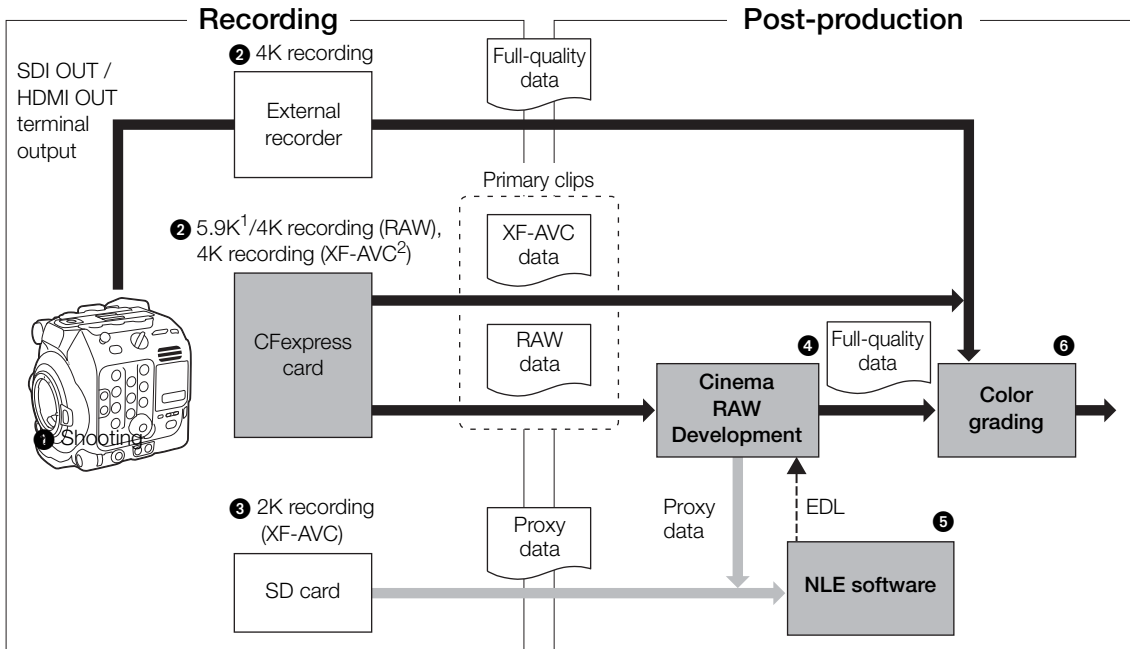 Recording
Post-production
SDI OUT /
HDMI OUT
terminal
output
❷ 4K recording
External
recorder
Full-quality
data
Primary clips
❷ 5.9K¹/4K recording (RAW),
4K recording (XF-AVC²)
CFexpress
card
XF-AVC
data
RAW
data
❶ Shooting
❹
Cinema
RAW
Development
Full-quality
data
❻
Color
grading
❸ 2K recording
(XF-AVC)
SD card
Proxy
data
Proxy
data
EDL
❺
NLE software